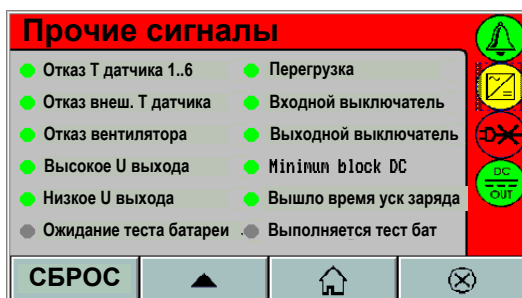 Прочие сигналы
Отказ Т датчика 1..6
Перегрузка
Отказ внеш. Т датчика
Входной выключатель
Отказ вентилятора
Выходной выключатель
Высокое U выхода
Minimum block DC
Низкое U выхода
Вышло время уск заряда
Ожидание теста батареи
Выполняется тест бат
DC
OUT
СБРОС